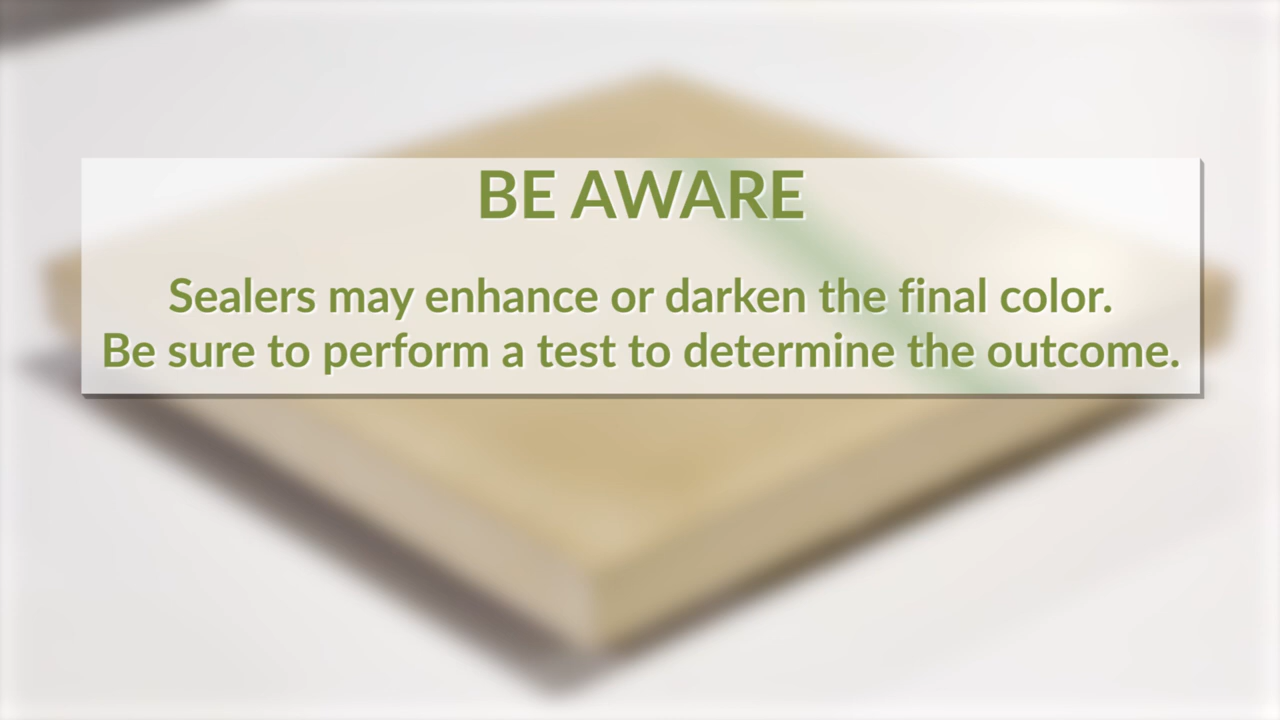 BE AWARE
Sealers may enhance or darken the final color.
Be sure to perform a test to determine the outcome.